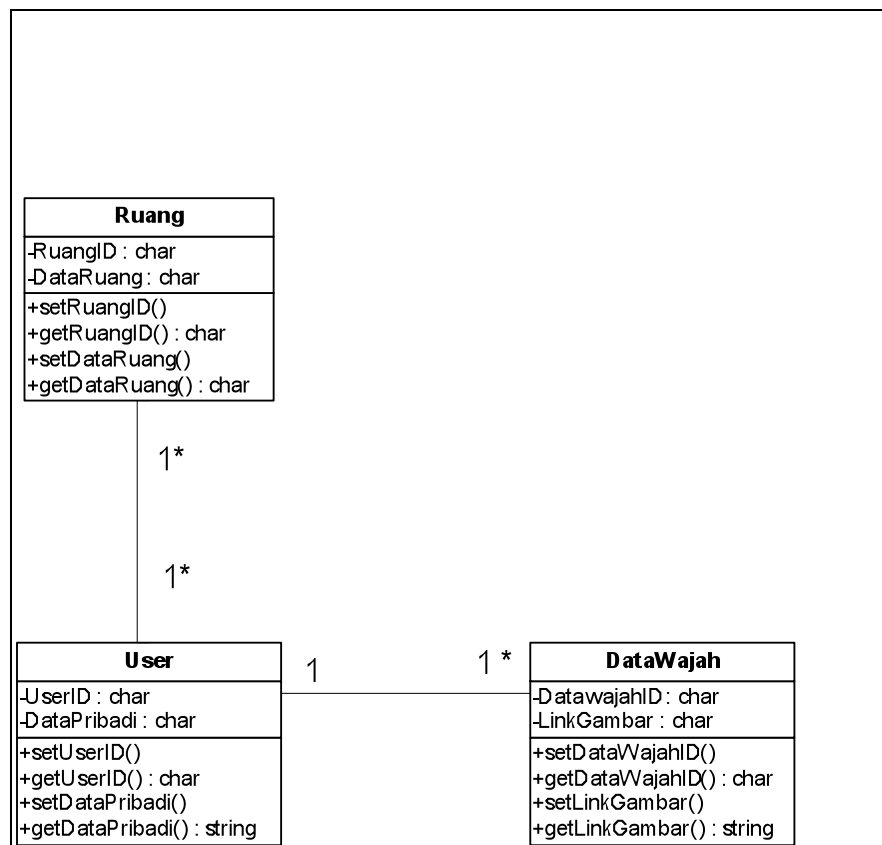 Ruang
-RuangID : char
-DataRuang : char
+setRuangID()
+getRuangID() : char
+setDataRuang()
+getDataRuang() : char
1*
1*
User
-UserID : char
-DataPribadi : char
+setUserID()
+getUserID() : char
+setDataPribadi()
+getDataPribadi() : string
1
1 *
DataWajah
-DatawajahID : char
-LinkGambar : char
+setDataWajahID()
+getDataWajahID() : char
+setLinkGambar()
+getLinkGambar() : string